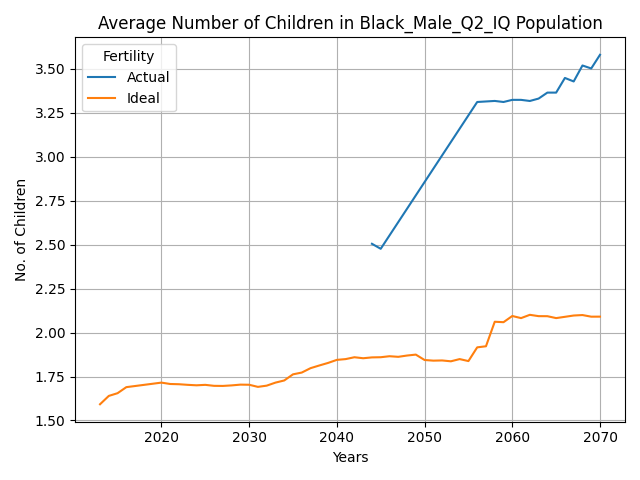 Average Number of Children in Black_Male_Q2_IQ Population
Fertility
Actual
Ideal
No. of Children
3.50
3.25
3.00
2.75
2.50
2.25
2.00
1.75
1.50
2020
2030
2040
2050
2060
2070
Years